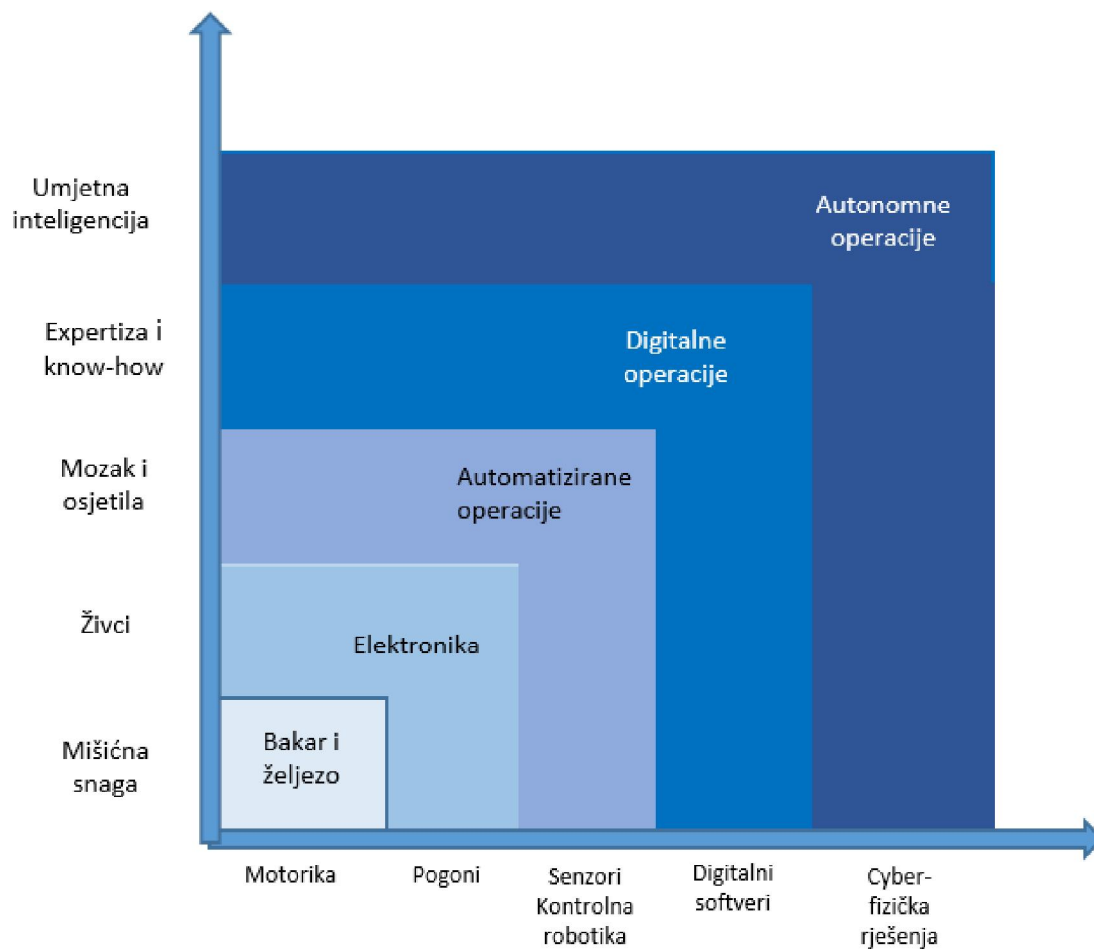 Umjetna
inteligencija
Autonomne
operacije
Expertiza i
know-how
Digitalne
operacije
Mozak i
osjetila
Automatizirane
operacije
Živci
Elektronika
Mišićna
snaga
Bakar i
željezo
Motorika
Pogoni
Senzori
Kontrolna
robotika
Digitalni
softveri
Cyber-
fizička
rješenja